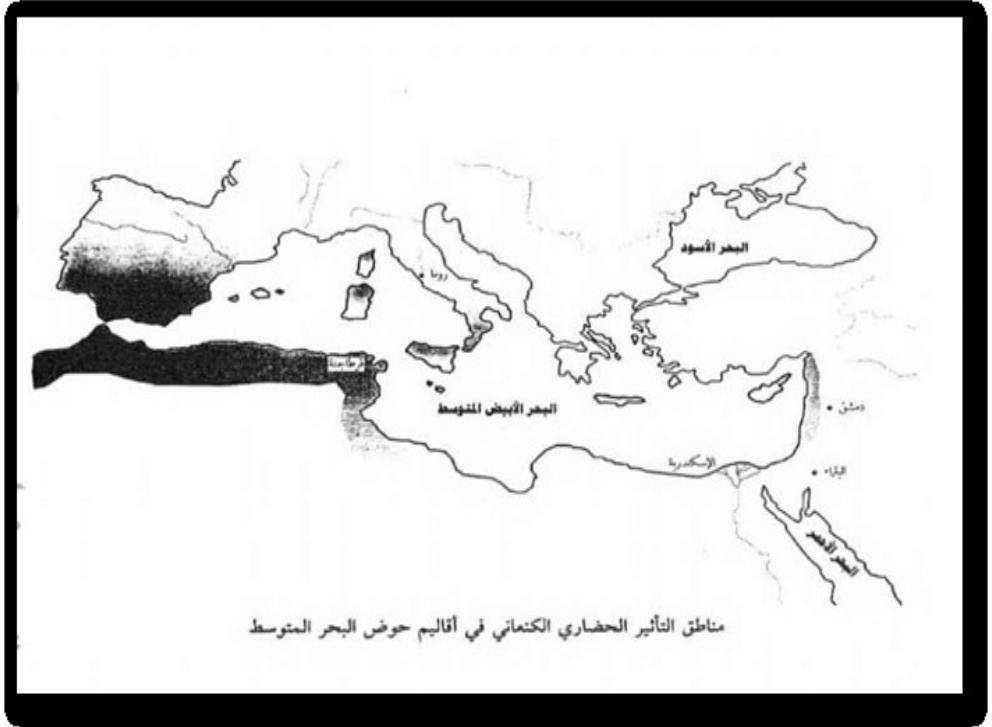 البحر الأسود
روما
قرطاجنة
البحر الأبيض المتوسط
دمشق
الإسكندرية
البتراء
البحر الأحمر
مناطق التأثير الحضاري الكنعاني في أقاليم حوض البحر المتوسط